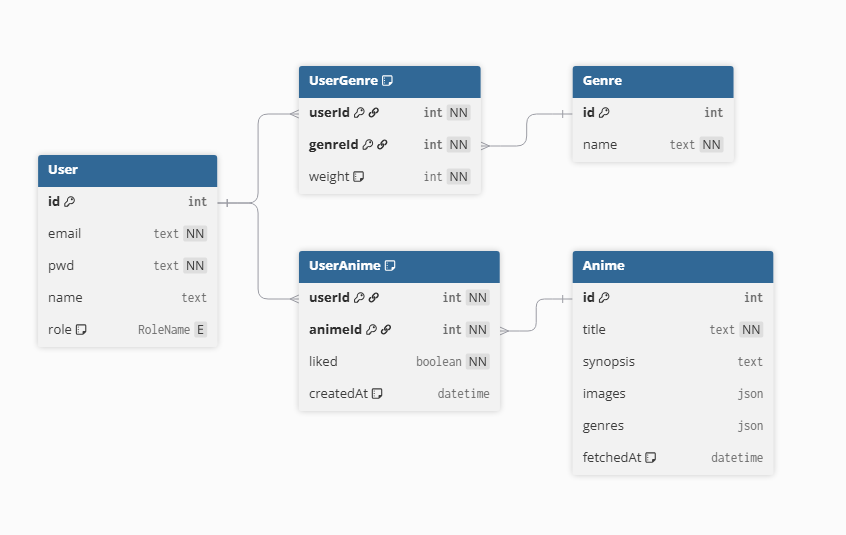 User
id int
email text NN
pwd text NN
name text
role RoleName E
UserGenre
userId int NN
genreId int NN
weight int NN
Genre
id int
name text NN
UserAnime
userId int NN
animeId int NN
liked boolean NN
createdAt datetime
Anime
id int
title text NN
synopsis text
images json
genres json
fetchedAt datetime